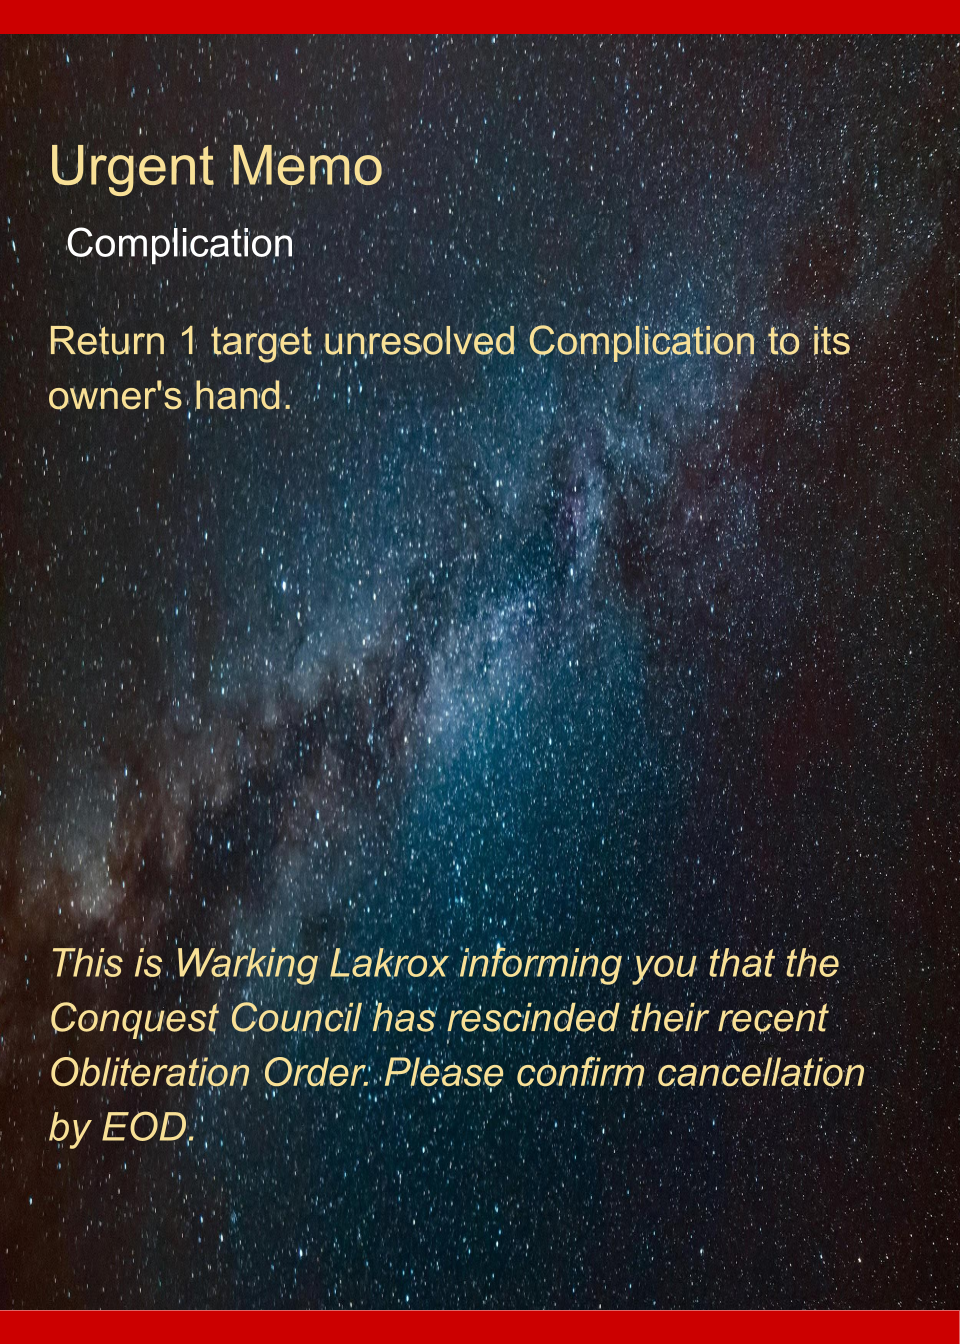 Urgent Memo
Complication
Return 1 target unresolved Complication to its
owner's hand.
This is Warking Lakrox informing you that the
Conquest Council has rescinded their recent
Obliteration Order. Please confirm cancellation
by EOD.